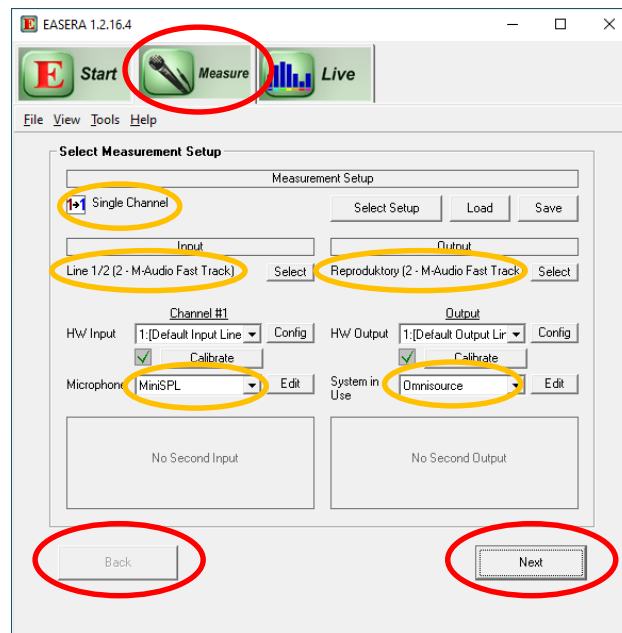 E EASERA 1.2.16.4
E Start Measure Live
File View Tools Help
Select Measurement Setup
Measurement Setup
1→1 Single Channel Select Setup Load Save
Input Output
Line 1/2 (2 - M-Audio Fast Track) Select Reproduktory (2 - M-Audio Fast Track Select
Channel #1 Output
HW Input 1:[Default Input Line Config HW Output 1:[Default Output Lir Config
Calibrate Calibrate
Microphone MiniSPL Edit System in Use Omnisource Edit
No Second Input No Second Output
Back Next